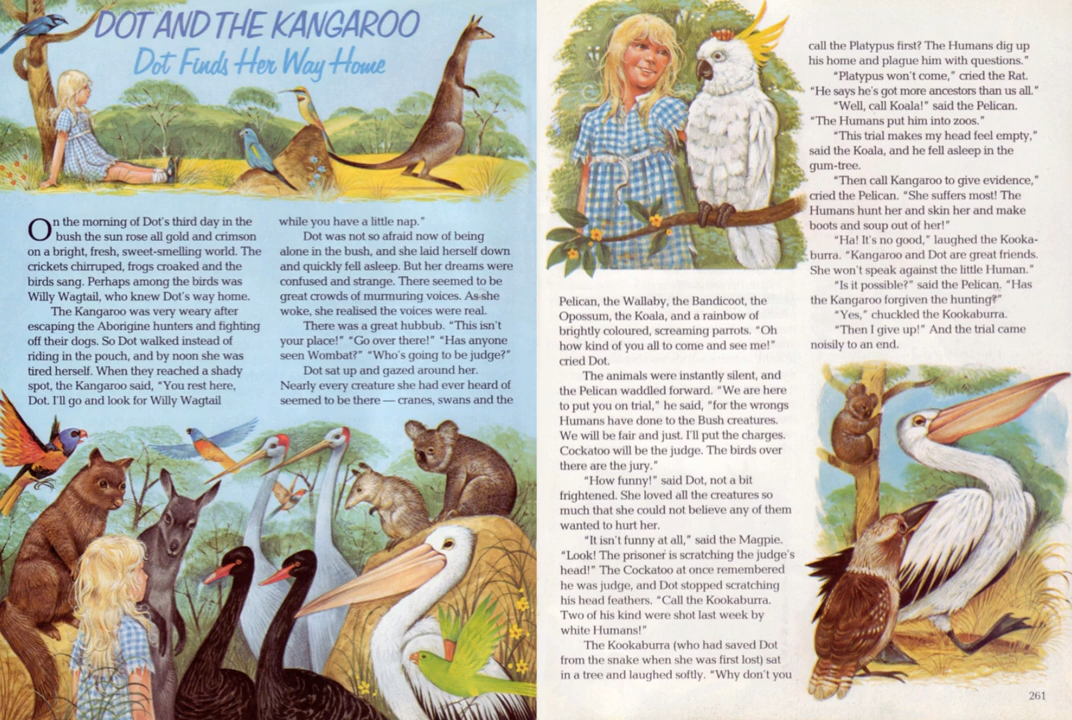 DOT AND THE KANGAROO
Dot Finds Her Way Home
On the morning of Dot's third day in the
bush the sun rose all gold and crimson
on a bright, fresh, sweet-smelling world. The
crickets chirruped, frogs croaked and the
birds sang. Perhaps among the birds was
Willy Wagtail, who knew Dot's way home.
The Kangaroo was very weary after
escaping the Aborigine hunters and fighting
off their dogs. So Dot walked instead of
riding in the pouch, and by noon she was
tired herself. When they reached a shady
spot, the Kangaroo said, “You rest here,
Dot. I'll go and look for Willy Wagtail
while you have a little nap.”
Dot was not so afraid now of being
alone in the bush, and she laid herself down
and quickly fell asleep. But her dreams were
confused and strange. There seemed to be
great crowds of murmuring voices. As she
woke, she realised the voices were real.
There was a great hubbub. “This isn't
your place!” “Go over there!” “Has anyone
seen Wombat?” “Who's going to be judge?”
Dot sat up and gazed around her.
Nearly every creature she had ever heard of
seemed to be there — cranes, swans and the
Pelican, the Wallaby, the Bandicoot, the
Opossum, the Koala, and a rainbow of
brightly coloured, screaming parrots. “Oh
how kind of you all to come and see me!”
cried Dot.
The animals were instantly silent, and
the Pelican waddled forward. “We are here
to put you on trial,” he said, “for the wrongs
Humans have done to the Bush creatures.
We will be fair and just. I'll put the charges.
Cockatoo will be the judge. The birds over
there are the jury.”
“How funny!” said Dot, not a bit
frightened. She loved all the creatures so
much that she could not believe any of them
wanted to hurt her.
“It isn't funny at all,” said the Magpie.
“Look! The prisoner is scratching the judge's
head!” The Cockatoo at once remembered
he was judge, and Dot stopped scratching
his head feathers. “Call the Kookaburra.
Two of his kind were shot last week by
white Humans!”
The Kookaburra (who had saved Dot
from the snake when she was first lost) sat
in a tree and laughed softly. “Why don't you
call the Platypus first? The Humans dig up
his home and plague him with questions.”
“Platypus won't come,” cried the Rat.
“He says he's got more ancestors than us all.”
“Well, call Koala!” said the Pelican.
“The Humans put him into zoos.”
“This trial makes my head feel empty,”
said the Koala, and he fell asleep in the
gum-tree.
“Then call Kangaroo to give evidence,”
cried the Pelican. “She suffers most! The
Humans hunt her and skin her and make
boots and soup out of her!”
“Ha! It's no good,” laughed the Kooka-
burra. “Kangaroo and Dot are great friends.
She won't speak against the little Human.”
“Is it possible?” said the Pelican. “Has
the Kangaroo forgiven the hunting?”
“Yes,” chuckled the Kookaburra.
“Then I give up!” And the trial came
noisily to an end.
261